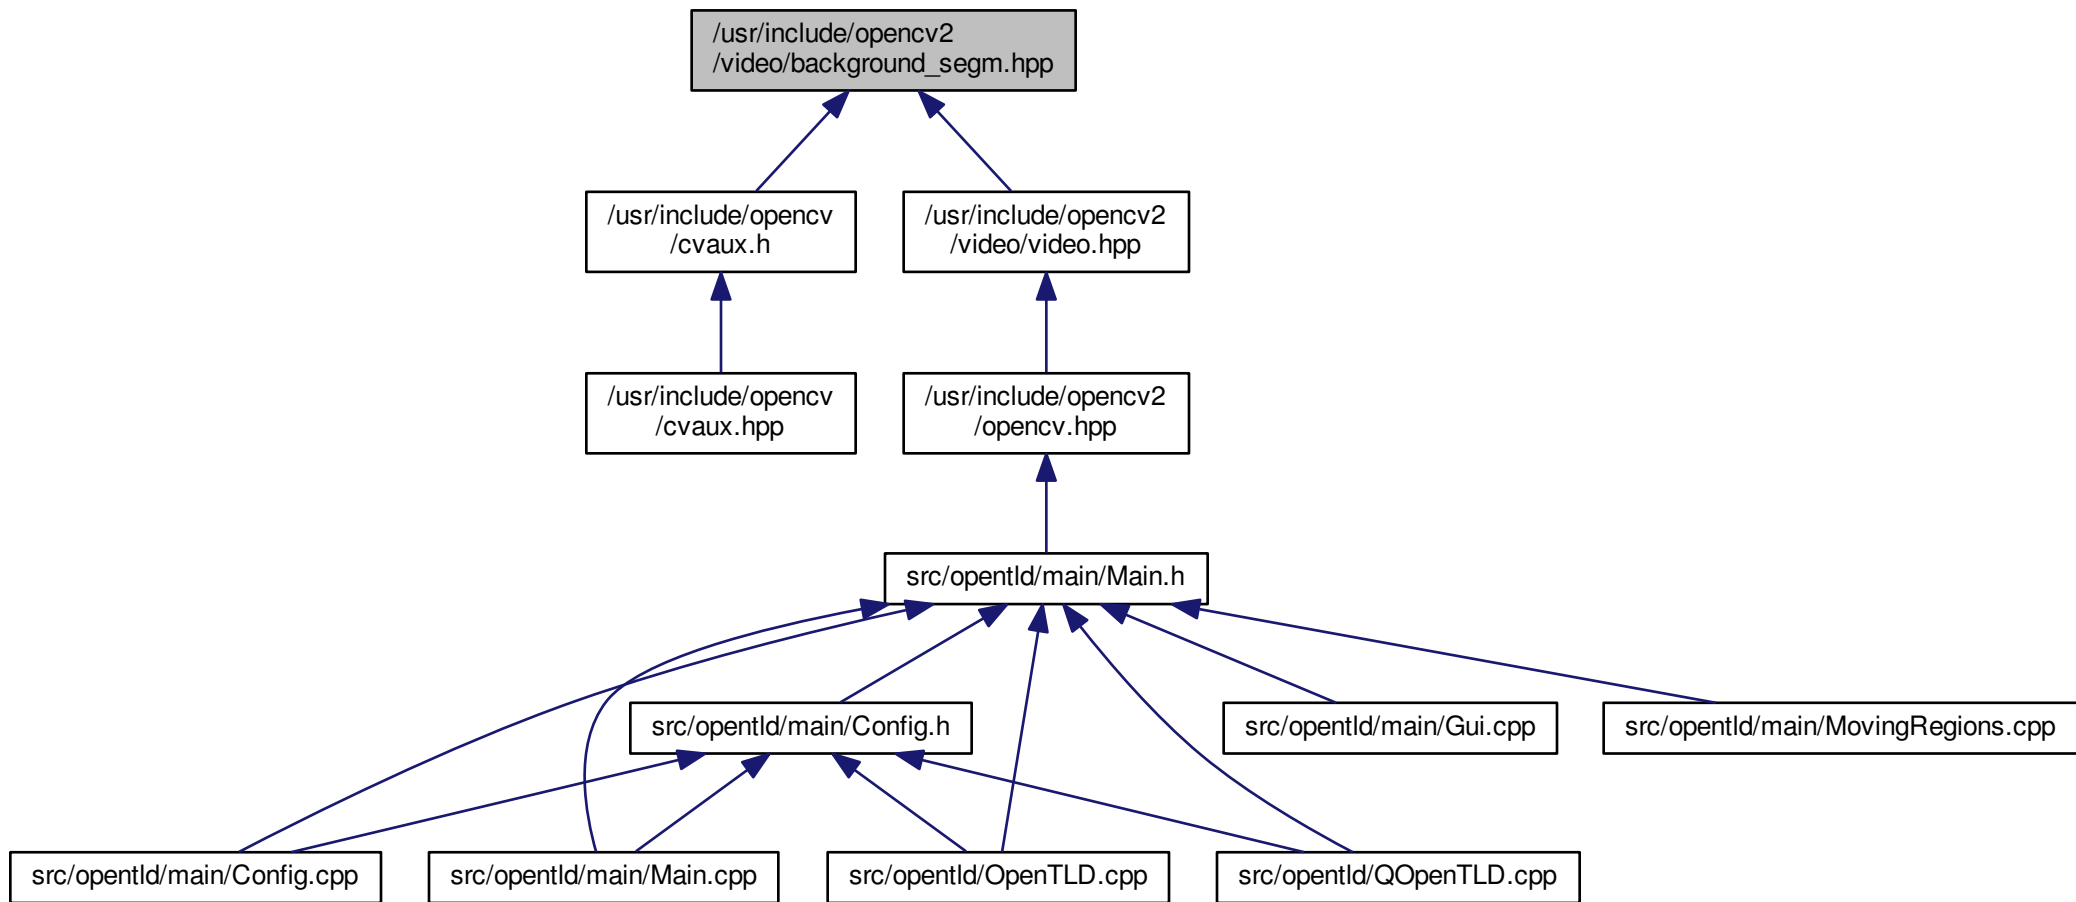 /usr/include/opencv2
/video/background_segm.hpp
/usr/include/opencv
/cvaux.h
/usr/include/opencv2
/video/video.hpp
/usr/include/opencv
/cvaux.hpp
/usr/include/opencv2
/opencv.hpp
src/opentld/main/Main.h
src/opentld/main/Config.h
src/opentld/main/Gui.cpp
src/opentld/main/MovingRegions.cpp
src/opentld/main/Config.cpp
src/opentld/main/Main.cpp
src/opentld/OpenTLD.cpp
src/opentld/QOpenTLD.cpp